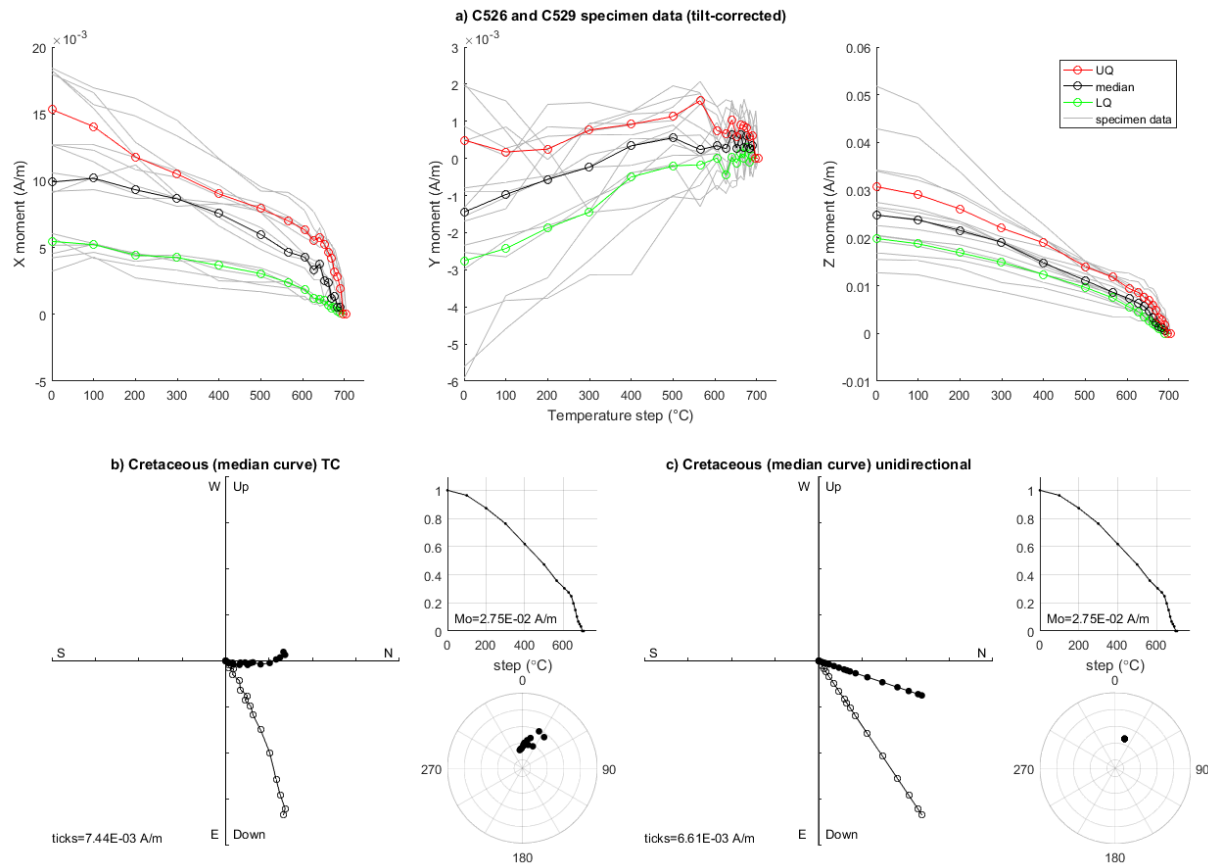 a) C526 and C529 specimen data (tilt-corrected)
×10⁻³
20
15
10
5
0
-5
X moment (A/m)
0 100 200 300 400 500 600 700
×10⁻³
3
2
1
0
-1
-2
-3
-4
-5
-6
Y moment (A/m)
0 100 200 300 400 500 600 700
Temperature step (°C)
0.06
0.05
0.04
0.03
0.02
0.01
0
-0.01
Z moment (A/m)
0 100 200 300 400 500 600 700
UQ
median
LQ
specimen data
b) Cretaceous (median curve) TC
W Up
S N
E Down
ticks=7.44E-03 A/m
1
0.8
0.6
0.4
0.2
0
Mo=2.75E-02 A/m
0 200 400 600
step (°C)
0
270 90
180
c) Cretaceous (median curve) unidirectional
W Up
S N
E Down
ticks=6.61E-03 A/m
1
0.8
0.6
0.4
0.2
0
Mo=2.75E-02 A/m
0 200 400 600
step (°C)
0
270 90
180